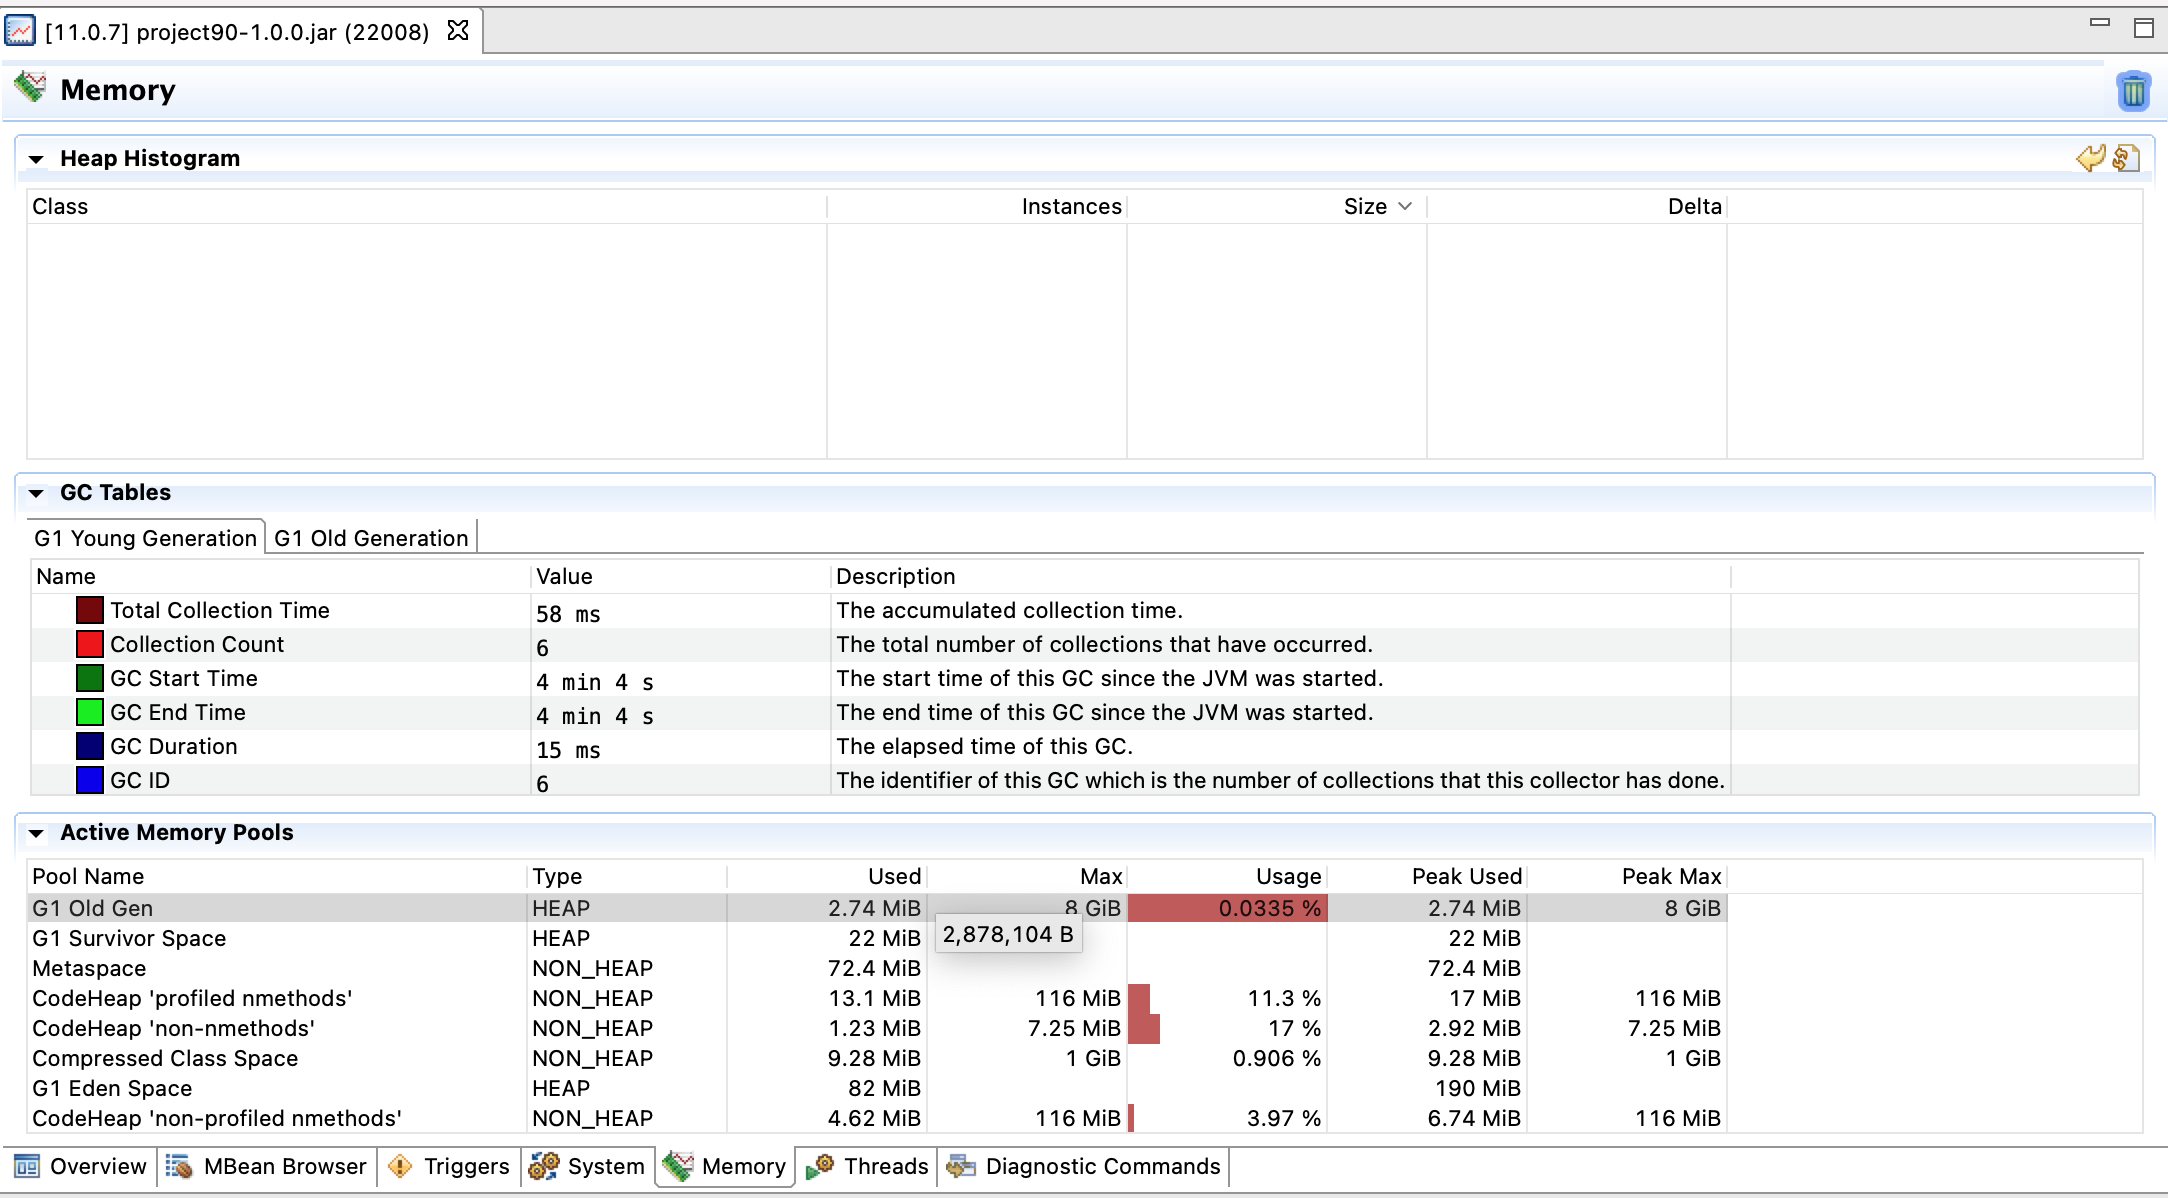 [11.0.7] project90-1.0.0.jar (22008)
Memory
Heap Histogram
Class Instances Size Delta
GC Tables
G1 Young Generation G1 Old Generation
Name Value Description
Total Collection Time 58 ms The accumulated collection time.
Collection Count 6 The total number of collections that have occurred.
GC Start Time 4 min 4 s The start time of this GC since the JVM was started.
GC End Time 4 min 4 s The end time of this GC since the JVM was started.
GC Duration 15 ms The elapsed time of this GC.
GC ID 6 The identifier of this GC which is the number of collections that this collector has done.
Active Memory Pools
Pool Name Type Used Max Usage Peak Used Peak Max
G1 Old Gen HEAP 2.74 MiB 8 GiB 0.0335 % 2.74 MiB 8 GiB
G1 Survivor Space HEAP 22 MiB 2,878,104 B 22 MiB
Metaspace NON_HEAP 72.4 MiB 72.4 MiB
CodeHeap 'profiled nmethods' NON_HEAP 13.1 MiB 116 MiB 11.3 % 17 MiB 116 MiB
CodeHeap 'non-nmethods' NON_HEAP 1.23 MiB 7.25 MiB 17 % 2.92 MiB 7.25 MiB
Compressed Class Space NON_HEAP 9.28 MiB 1 GiB 0.906 % 9.28 MiB 1 GiB
G1 Eden Space HEAP 82 MiB 190 MiB
CodeHeap 'non-profiled nmethods' NON_HEAP 4.62 MiB 116 MiB 3.97 % 6.74 MiB 116 MiB
Overview MBean Browser Triggers System Memory Threads Diagnostic Commands